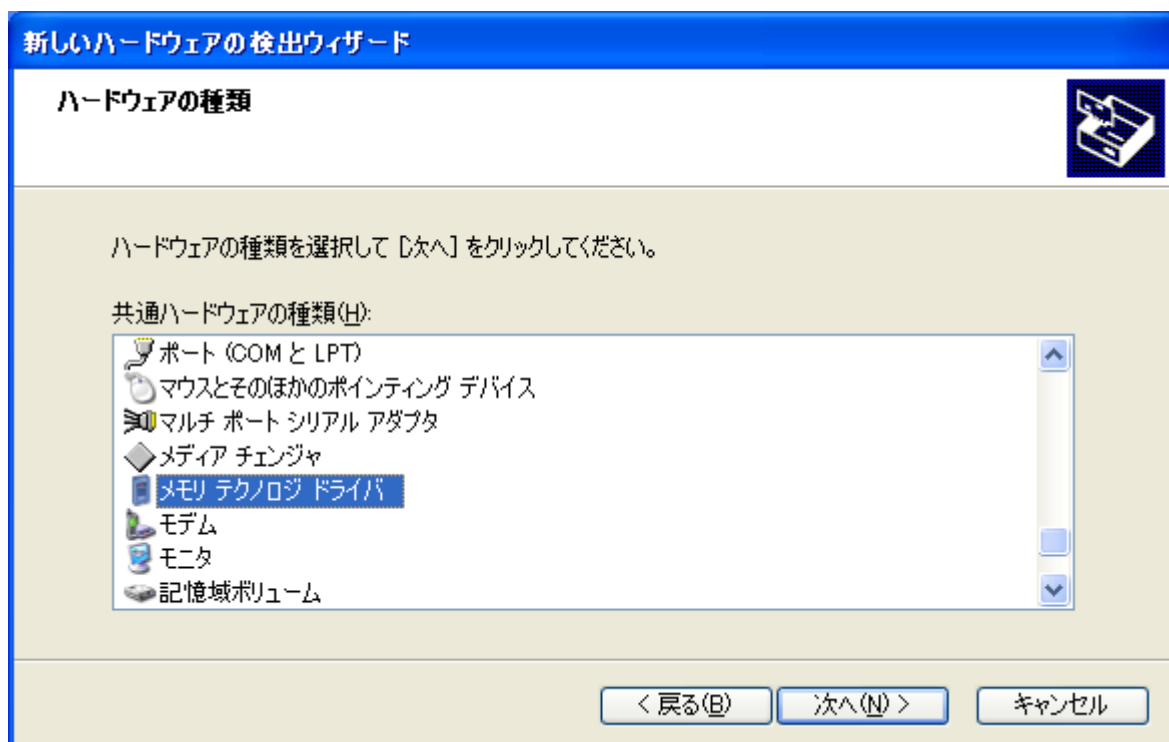 新しいハードウェアの検出ウィザード
ハードウェアの種類
ハードウェアの種類を選択して [次へ] をクリックしてください。
共通ハードウェアの種類(H):
ポート (COM と LPT)
マウスとそのほかのポインティング デバイス
マルチ ポート シリアル アダプタ
メディア チェンジャ
メモリ テクノロジ ドライバ
モデム
モニタ
記憶域ボリューム
< 戻る(B) 次へ(N) > キャンセル